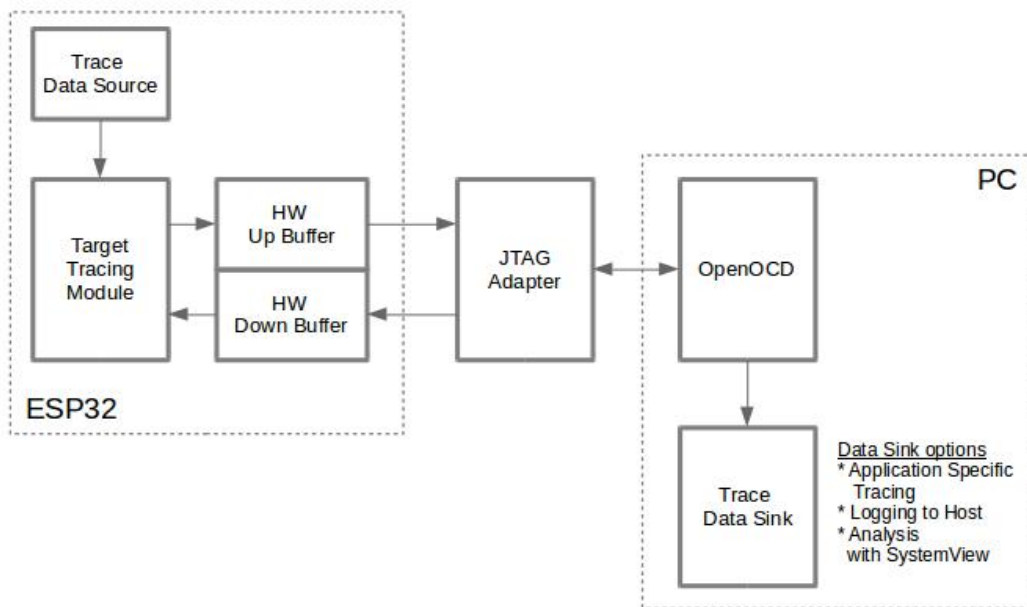 Trace
Data Source
Target
Tracing
Module
HW
Up Buffer
HW
Down Buffer
ESP32
JTAG
Adapter
PC
OpenOCD
Trace
Data Sink
Data Sink options
* Application Specific
Tracing
* Logging to Host
* Analysis
with SystemView